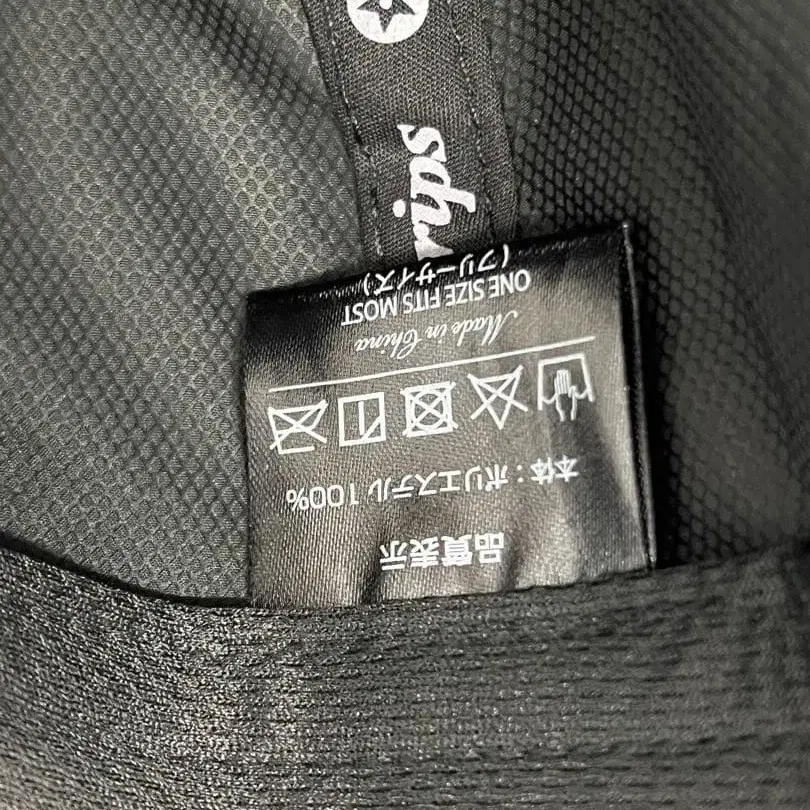 品質表示
本体：ポリエステル 100%
Made in China
ONE SIZE FITS MOST
（フリーサイズ）